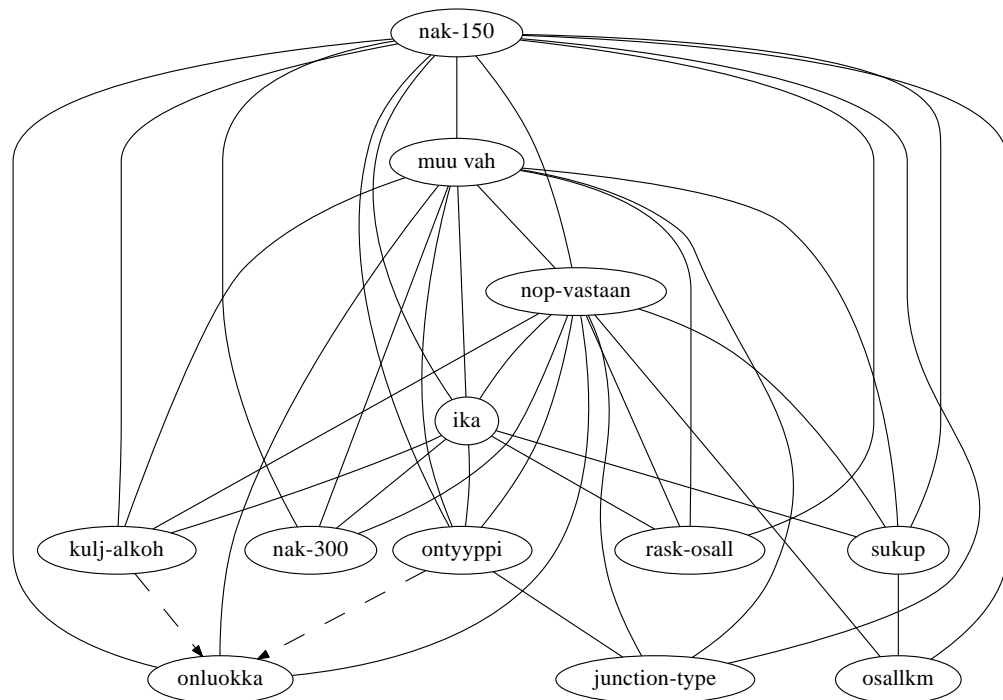 nak-150
muu vah
nop-vastaan
ika
kulj-alkoh
nak-300
ontyyppi
rask-osall
sukup
onluokka
junction-type
osallkm